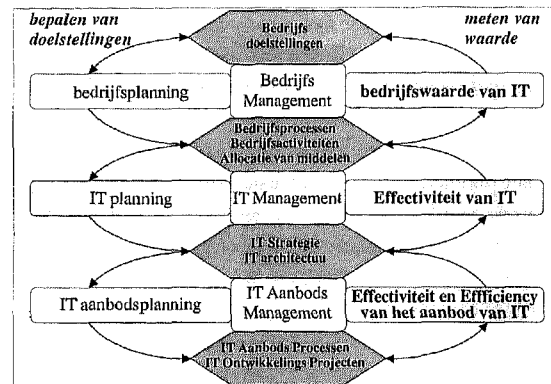 bepalen van
doelstellingen
Bedrijfs
doelstellingen
meten van
waarde
bedrijfsplanning
Bedrijfs
Management
bedrijfswaarde van IT
Bedrijfsprocessen
Bedrijfsactiviteiten
Allocatie van middelen
IT planning
IT Management
Effectiviteit van IT
IT Strategie
IT architectuu
IT aanbodsplanning
IT Aanbods
Management
Effectiviteit en Effficiency
van het aanbod van IT
IT Aanbods Processen
IT Ontwikkelings Projecten